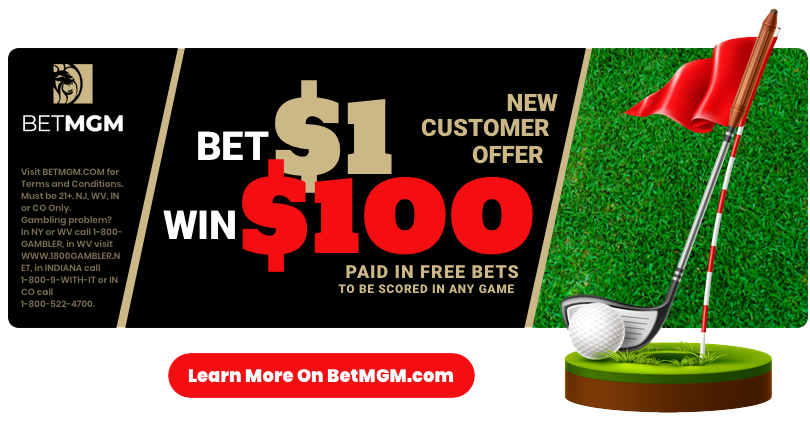 BETMGM
Visit BETMGM.COM for
Terms and Conditions.
Must be 21+. NJ, WV, IN
or CO Only.
Gambling problem?
In NY or WV call 1-800-
GAMBLER, in WV visit
WWW.1800GAMBLER.N
ET, in INDIANA call
1-800-9-WITH-IT or IN
CO call
1-800-522-4700.
BET $1
WIN $100
NEW
CUSTOMER
OFFER
PAID IN FREE BETS
TO BE SCORED IN ANY GAME
Learn More On BetMGM.com